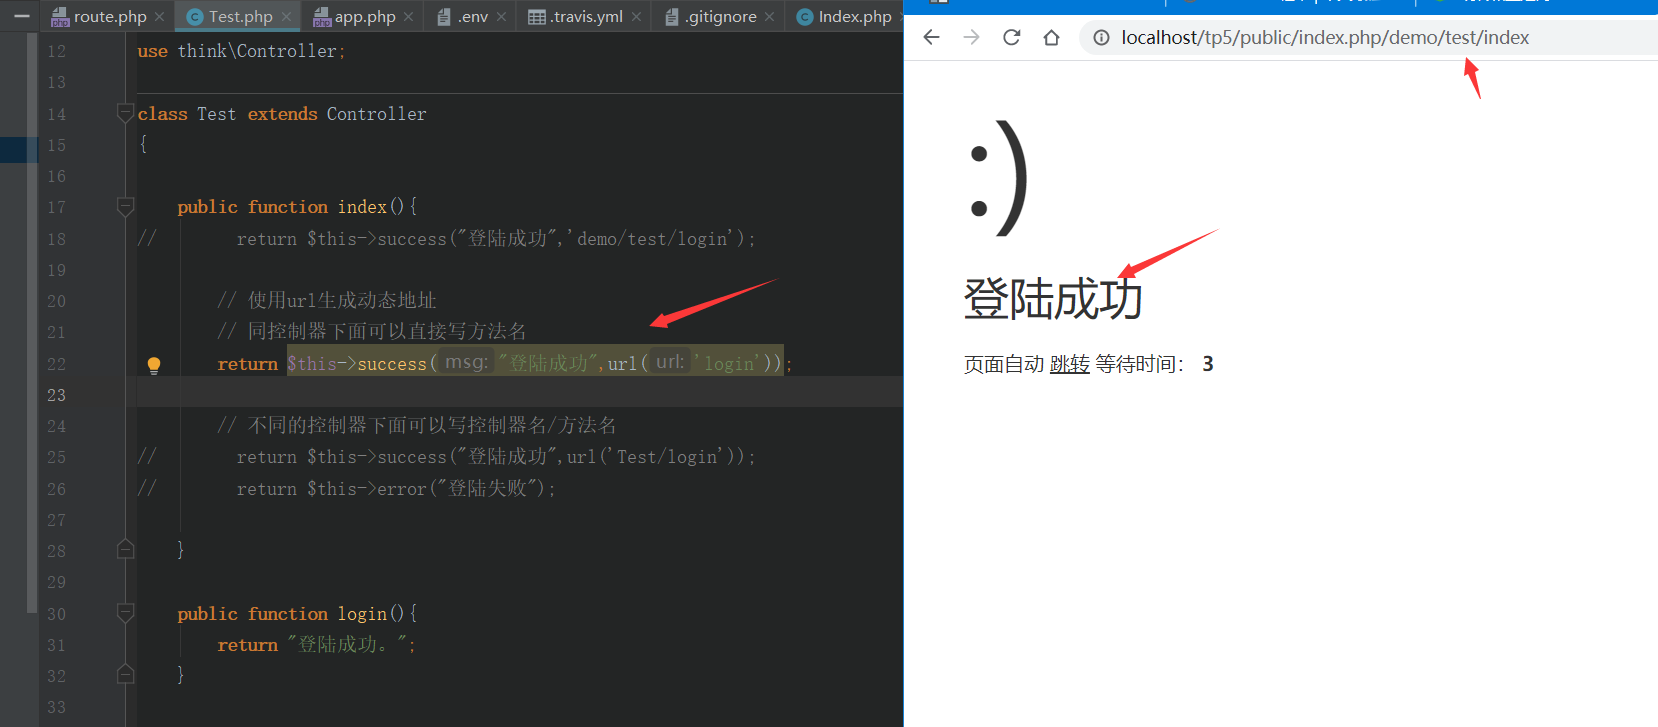 route.php Test.php app.php .env .travis.yml .gitignore Index.php
12 use think\Controller;
13
14 class Test extends Controller
15 {
16
17 public function index(){
18 // return $this->success("登陆成功",'demo/test/login');
19
20 // 使用url生成动态地址
21 // 同控制器下面可以直接写方法名
22 return $this->success( msg: "登陆成功",url( url: 'login'));
23
24 // 不同的控制器下面可以写控制器名/方法名
25 // return $this->success("登陆成功",url('Test/login'));
26 // return $this->error("登陆失败");
27
28 }
29
30 public function login(){
31 return "登陆成功。";
32 }
33
localhost/tp5/public/index.php/demo/test/index
:)
登陆成功
页面自动 跳转 等待时间： 3